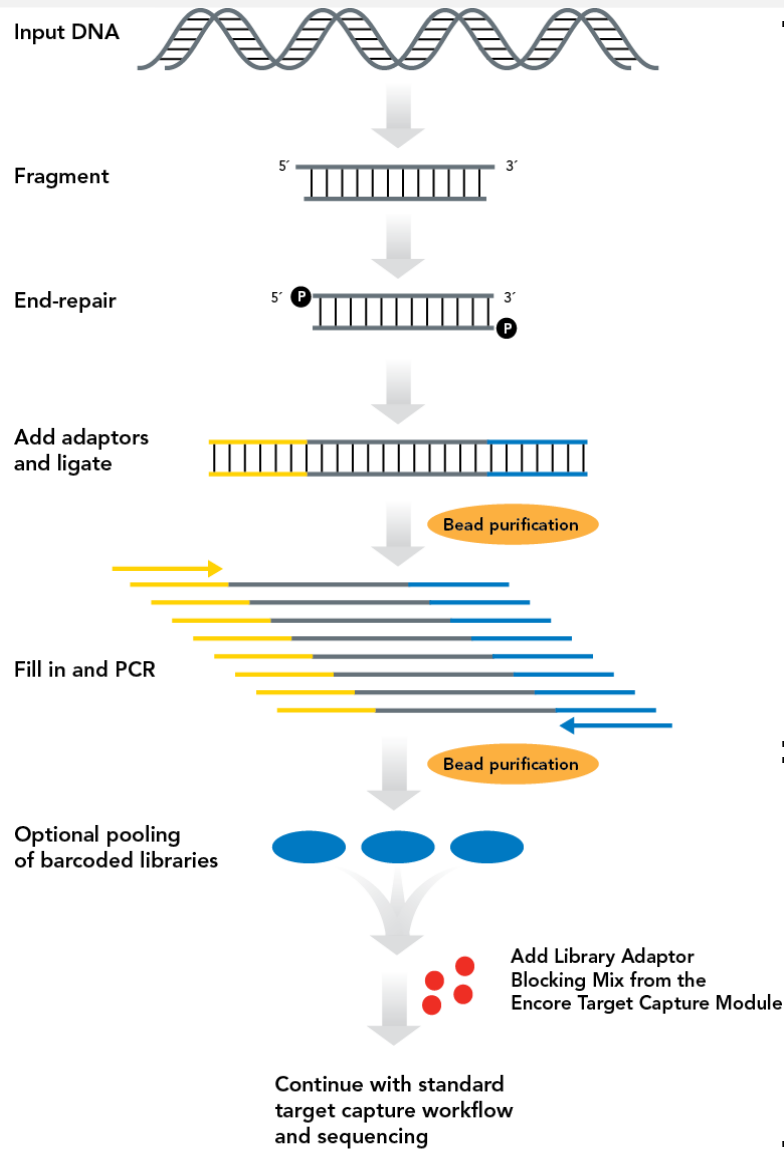 Input DNA
Fragment
5´
3´
End-repair
5´
P
3´
P
Add adaptors
and ligate
Bead purification
Fill in and PCR
Bead purification
Optional pooling
of barcoded libraries
Add Library Adaptor
Blocking Mix from the
Encore Target Capture Module
Continue with standard
target capture workflow
and sequencing